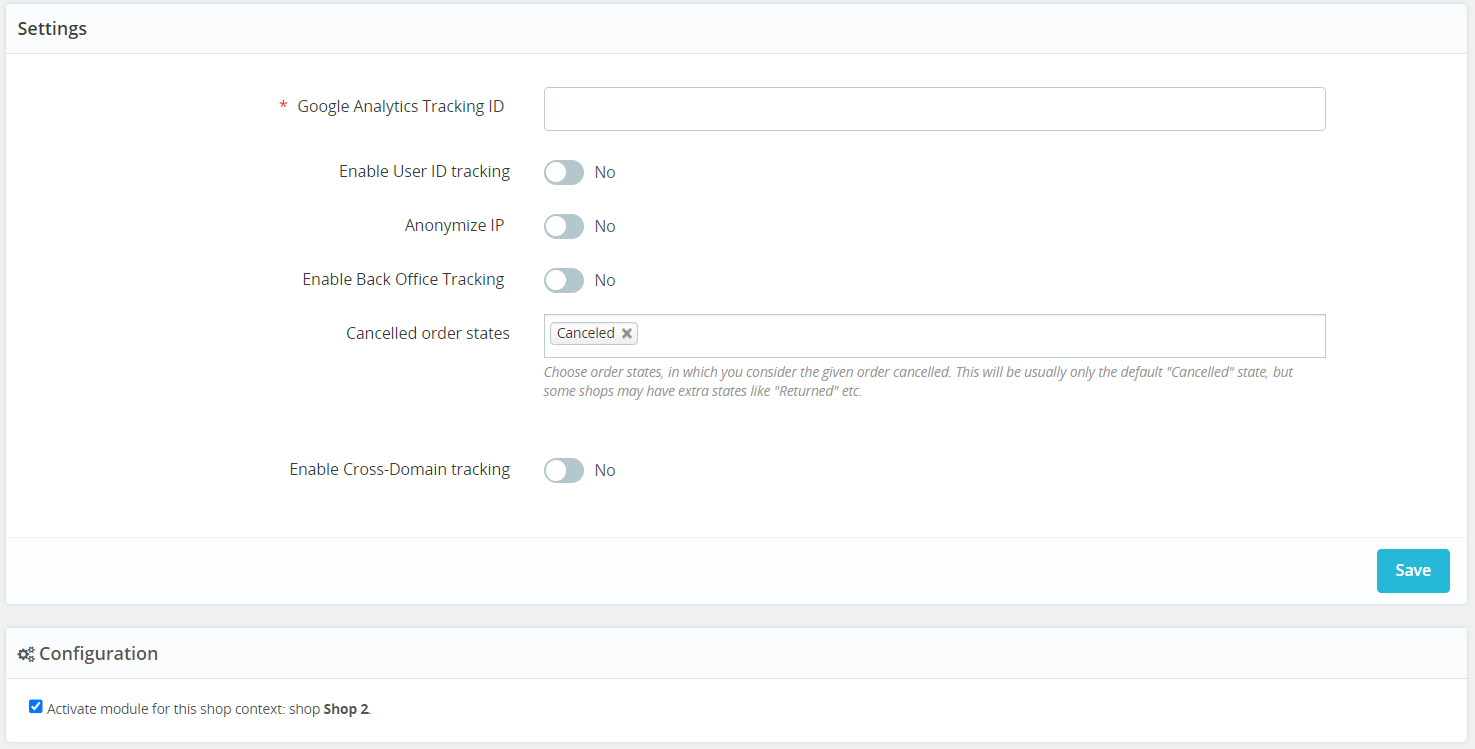 Settings
* Google Analytics Tracking ID
Enable User ID tracking No
Anonymize IP No
Enable Back Office Tracking No
Cancelled order states Canceled
Choose order states, in which you consider the given order cancelled. This will be usually only the default "Cancelled" state, but
some shops may have extra states like "Returned" etc.
Enable Cross-Domain tracking No
Save
Configuration
Activate module for this shop context: shop Shop 2.